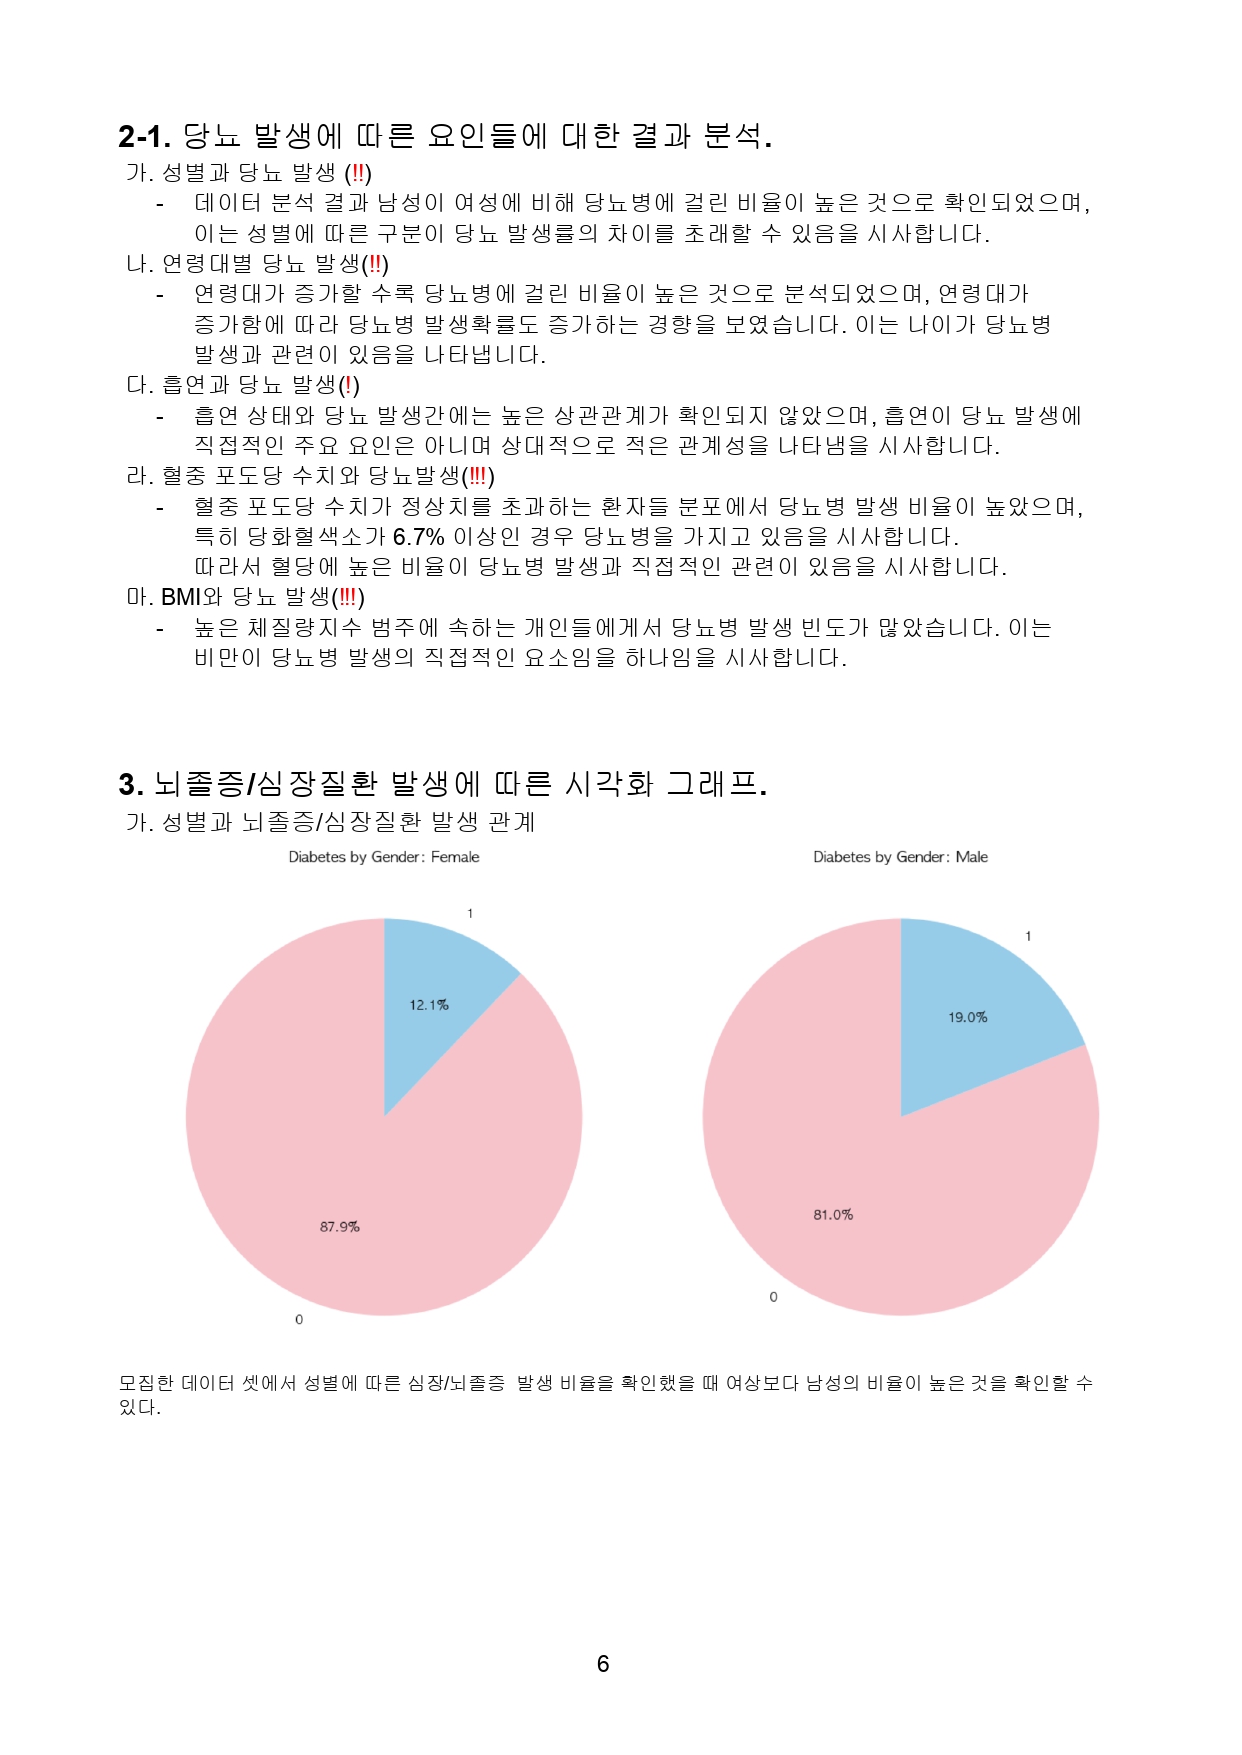 2-1. 당뇨 발생에 따른 요인들에 대한 결과 분석.
가. 성별과 당뇨 발생 (!!)
- 데이터 분석 결과 남성이 여성에 비해 당뇨병에 걸린 비율이 높은 것으로 확인되었으며,
이는 성별에 따른 구분이 당뇨 발생률의 차이를 초래할 수 있음을 시사합니다.
나. 연령대별 당뇨 발생(!!)
- 연령대가 증가할 수록 당뇨병에 걸린 비율이 높은 것으로 분석되었으며, 연령대가
증가함에 따라 당뇨병 발생확률도 증가하는 경향을 보였습니다. 이는 나이가 당뇨병
발생과 관련이 있음을 나타냅니다.
다. 흡연과 당뇨 발생(!)
- 흡연 상태와 당뇨 발생간에는 높은 상관관계가 확인되지 않았으며, 흡연이 당뇨 발생에
직접적인 주요 요인은 아니며 상대적으로 적은 관계성을 나타냄을 시사합니다.
라. 혈중 포도당 수치와 당뇨발생(!!!)
- 혈중 포도당 수치가 정상치를 초과하는 환자들 분포에서 당뇨병 발생 비율이 높았으며,
특히 당화혈색소가 6.7% 이상인 경우 당뇨병을 가지고 있음을 시사합니다.
따라서 혈당에 높은 비율이 당뇨병 발생과 직접적인 관련이 있음을 시사합니다.
마. BMI와 당뇨 발생(!!!)
- 높은 체질량지수 범주에 속하는 개인들에게서 당뇨병 발생 빈도가 많았습니다. 이는
비만이 당뇨병 발생의 직접적인 요소임을 하나임을 시사합니다.
3. 뇌졸증/심장질환 발생에 따른 시각화 그래프.
가. 성별과 뇌졸증/심장질환 발생 관계
Diabetes by Gender: Female
1
12.1%
87.9%
0
Diabetes by Gender: Male
1
19.0%
81.0%
0
모집한 데이터 셋에서 성별에 따른 심장/뇌졸증 발생 비율을 확인했을 때 여상보다 남성의 비율이 높은 것을 확인할 수
있다.
6